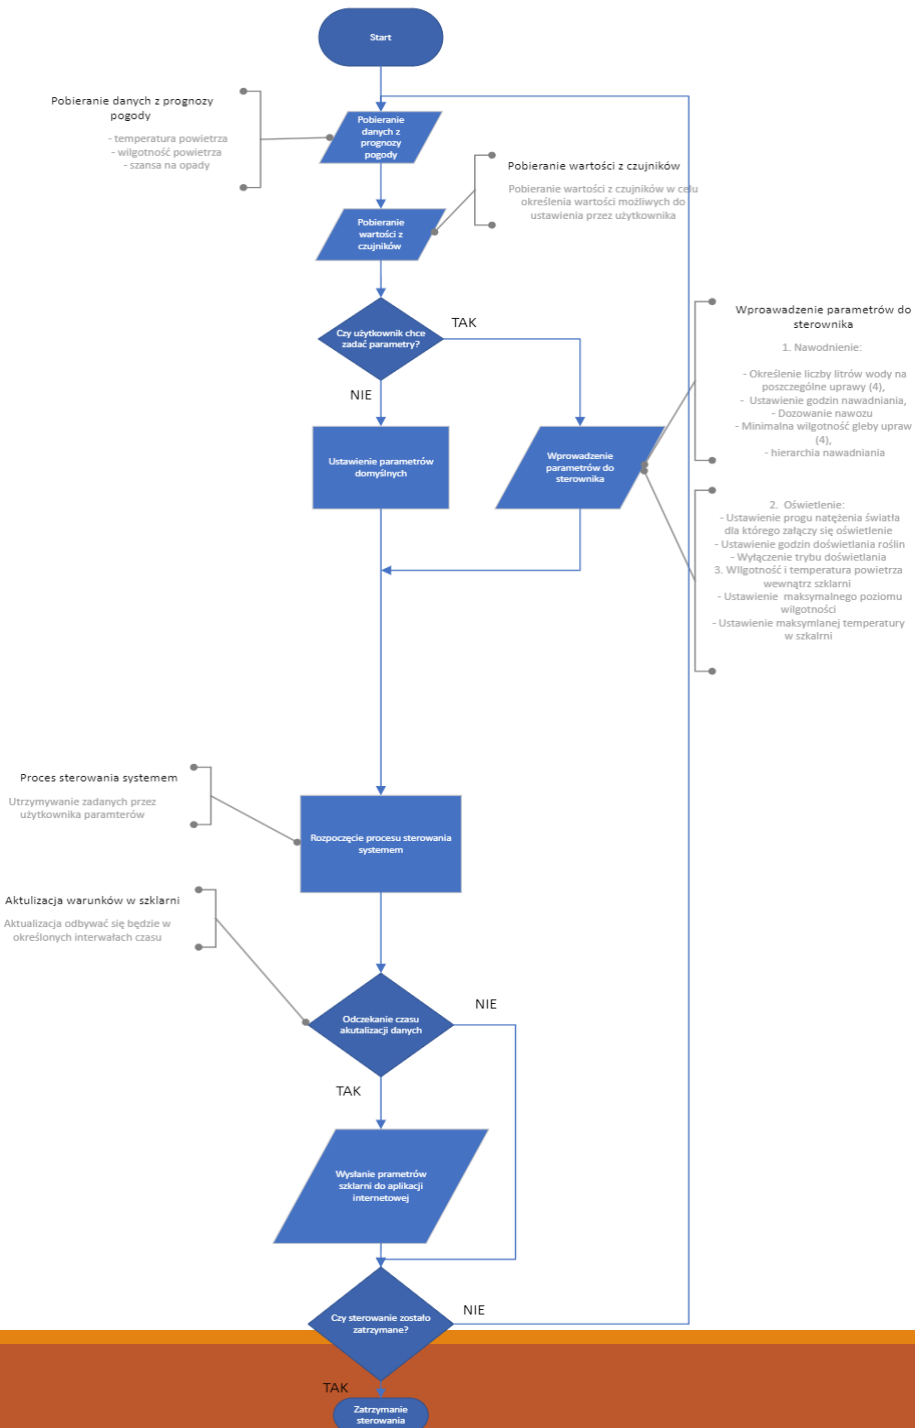 Start
Pobieranie danych z prognozy
pogody
- temperatura powietrza
- wilgotność powietrza
- szansa na opady
Pobieranie
danych z
prognozy
pogody
Pobieranie wartości z czujników
Pobieranie wartości z czujników w celu
określenia wartości możliwych do
ustawienia przez użytkownika
Pobieranie
wartości z
czujników
Czy użytkownik chce
zadać parametry?
TAK
NIE
Wproawadzenie parametrów do
sterownika
1. Nawodnienie:
- Określenie liczby litrów wody na
poszczególne uprawy (4),
- Ustawienie godzin nawadniania,
- Dozowanie nawozu
- Minimalna wilgotność gleby upraw
(4),
- hierarchia nawadniania
Ustawienie parametrów
domyślnych
Wprowadzenie
parametrów do
sterownika
2. Oświetlenie:
- Ustawienie progu natężenia światła
dla którego załączy się oświetlenie
- Ustawienie godzin doświetlania roślin
- Wyłączenie trybu doświetlania
3. Wilgotność i temperatura powietrza
wewnątrz szklarni
- Ustawienie maksymalnego poziomu
wilgotności
- Ustawienie maksymlanej temperatury
w szkalrni
Proces sterowania systemem
Utrzymywanie zadanych przez
użytkownika paramterów
Rozpoczęcie procesu sterowania
systemem
Aktulizacja warunków w szklarni
Aktualizacja odbywać się będzie w
określonych interwałach czasu
Odczekanie czasu
akutalizacji danych
NIE
TAK
Wysłanie prametrów
szklarni do aplikacji
internetowej
Czy sterowanie zostało
zatrzymane?
NIE
TAK
Zatrzymanie
sterowania